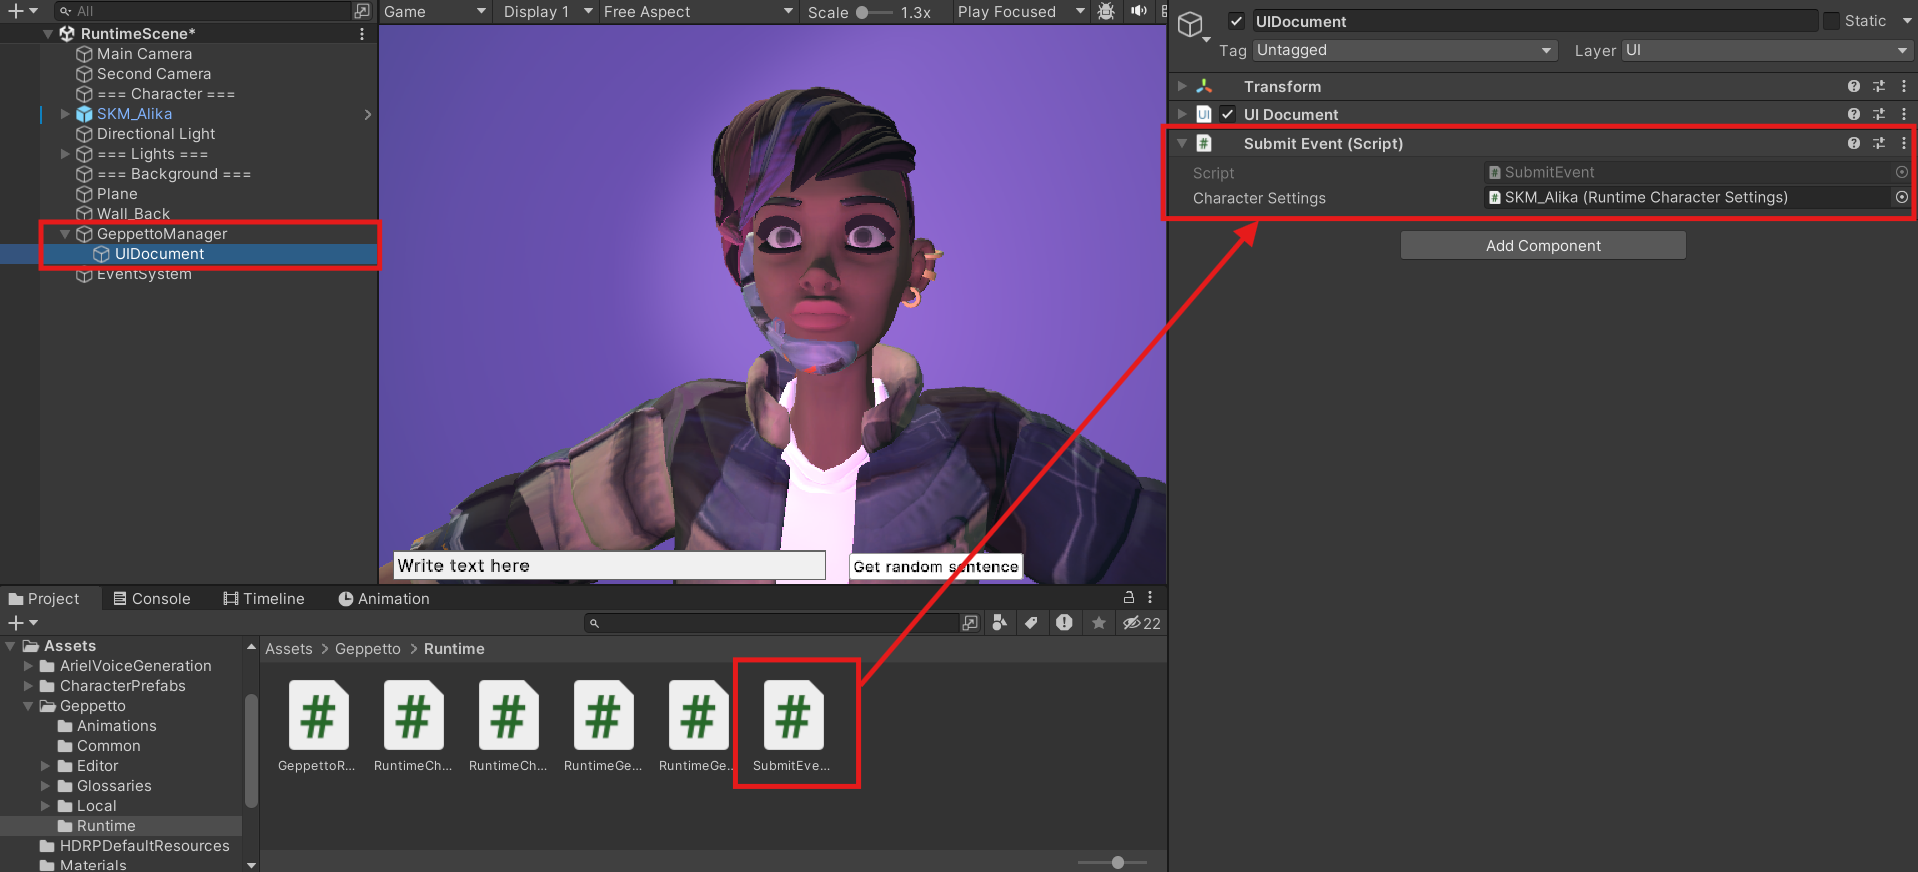 All
RuntimeScene*
Main Camera
Second Camera
=== Character ===
SKM_Alika
Directional Light
=== Lights ===
=== Background ===
Plane
Wall_Back
GeppettoManager
UIDocument
EventSystem
Game
Display 1
Free Aspect
Scale
1.3x
Play Focused
Write text here
Get random sentence
UIDocument
Static
Tag
Untagged
Layer
UI
Transform
UI Document
# Submit Event (Script)
Script
# SubmitEvent
Character Settings
# SKM_Alika (Runtime Character Settings)
Add Component
Project
Console
Timeline
Animation
22
Assets
ArielVoiceGeneration
CharacterPrefabs
Geppetto
Animations
Common
Editor
Glossaries
Local
Runtime
HDRPDefaultResources
Materials
Assets > Geppetto > Runtime
# # # # # #
GeppettoR...
RuntimeCh...
RuntimeCh...
RuntimeGe...
RuntimeGe...
SubmitEve...